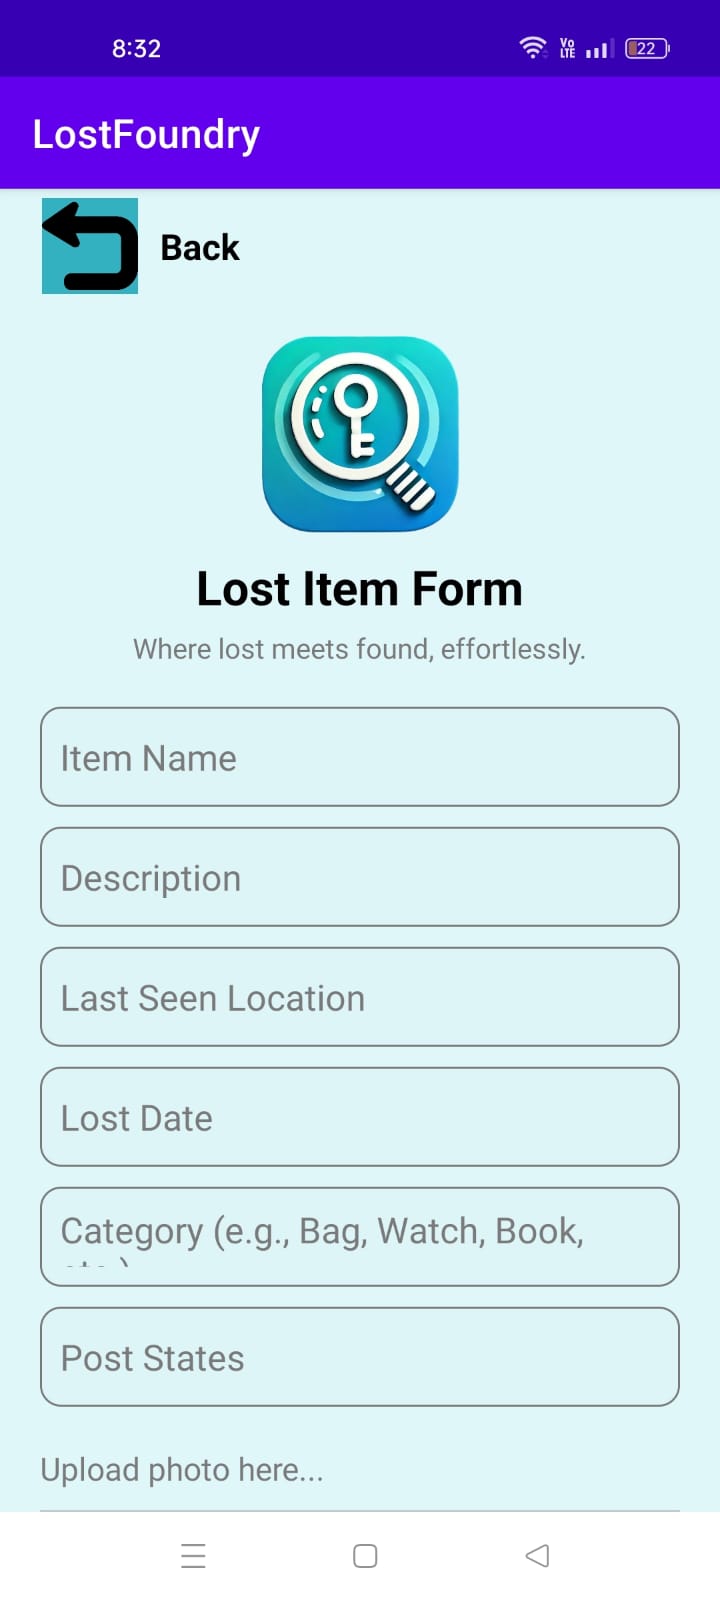 8:32
Vo
LTE
22
LostFoundry
Back
Lost Item Form
Where lost meets found, effortlessly.
Item Name
Description
Last Seen Location
Lost Date
Category (e.g., Bag, Watch, Book,
Post States
Upload photo here...